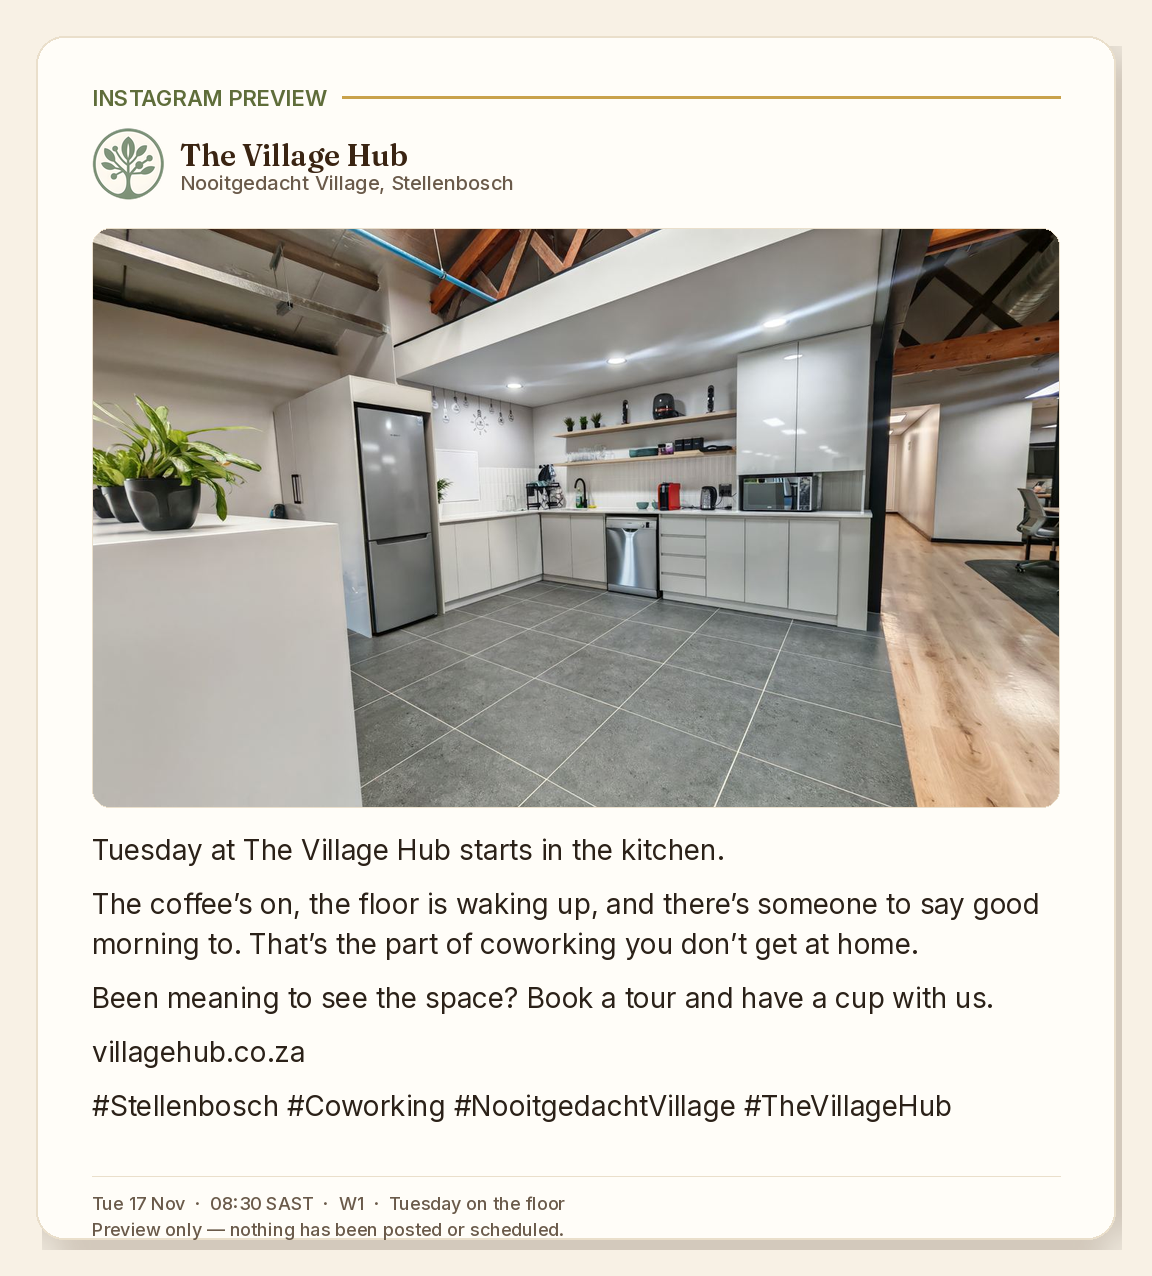 INSTAGRAM PREVIEW
The Village Hub
Nooitgedacht Village, Stellenbosch
Tuesday at The Village Hub starts in the kitchen.
The coffee’s on, the floor is waking up, and there’s someone to say good
morning to. That’s the part of coworking you don’t get at home.
Been meaning to see the space? Book a tour and have a cup with us.
villagehub.co.za
#Stellenbosch #Coworking #NooitgedachtVillage #TheVillageHub
Tue 17 Nov · 08:30 SAST · W1 · Tuesday on the floor
Preview only — nothing has been posted or scheduled.